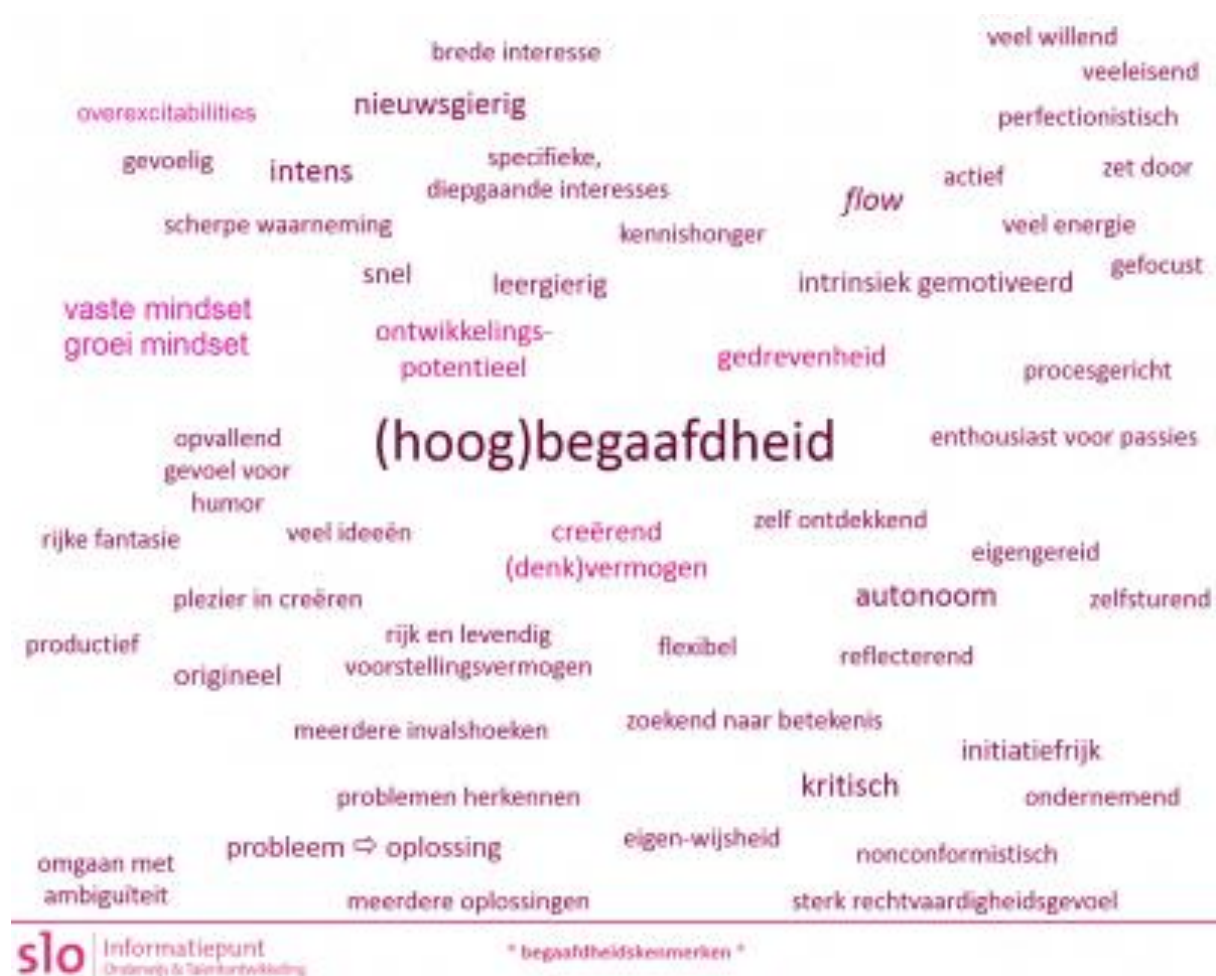 brede interesse
veel willend
veeleisend
overexcitabilities
nieuwsgierig
perfectionistisch
gevoelig
intens
specifieke,
diepgaande interesses
actief
zet door
flow
scherpe waarneming
kennishonger
veel energie
snel
leergierig
intrinsiek gemotiveerd
gefocust
vaste mindset
groei mindset
ontwikkelings-
potentieel
gedrevenheid
procesgericht
(hoog)begaafdheid
opvallend
gevoel voor
humor
enthousiast voor passies
rijke fantasie
veel ideeën
creërend
(denk)vermogen
zelf ontdekkend
eigengereid
plezier in creëren
autonoom
zelfsturend
productief
origineel
rijk en levendig
voorstellingsvermogen
flexibel
reflecterend
meerdere invalshoeken
zoekend naar betekenis
initiatiefrijk
problemen herkennen
kritisch
ondernemend
omgaan met
ambiguïteit
probleem ⇨ oplossing
eigen-wijsheid
nonconformistisch
meerdere oplossingen
sterk rechtvaardigheidsgevoel
slo
Informatiepunt
Onderwijs & Talentontwikkeling
" begaafdheidskenmerken "